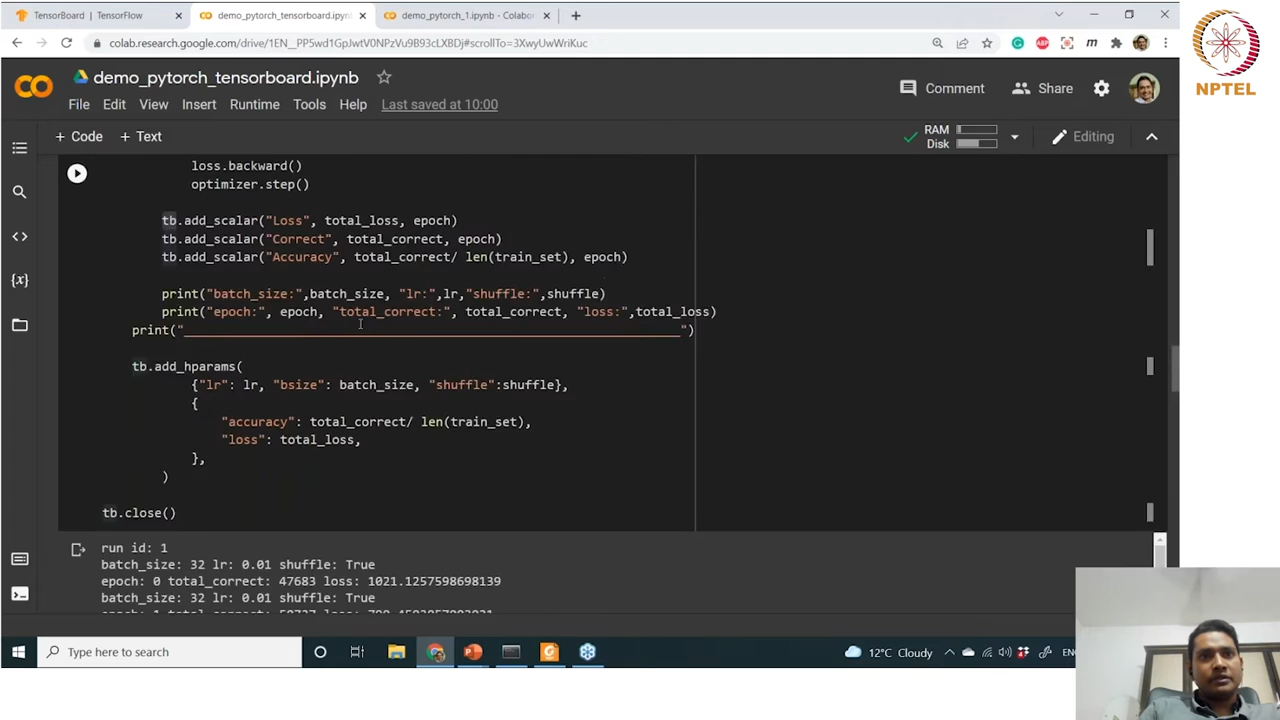 TensorBoard | TensorFlow
demo_pytorch_tensorboard.ipynb
demo_pytorch_1.ipynb - Colabor
colab.research.google.com/drive/1EN__PP5wd1GpJwtV0NPzVu9B93cLXBDj#scrollTo=3XwyUwWriKuc
ABP
m
NPTEL
demo_pytorch_tensorboard.ipynb
Comment
Share
File Edit View Insert Runtime Tools Help Last saved at 10:00
+ Code + Text
RAM
Disk
Editing
loss.backward()
optimizer.step()
tb.add_scalar("Loss", total_loss, epoch)
tb.add_scalar("Correct", total_correct, epoch)
tb.add_scalar("Accuracy", total_correct/ len(train_set), epoch)
print("batch_size:",batch_size, "lr:",lr,"shuffle:",shuffle)
print("epoch:", epoch, "total_correct:", total_correct, "loss:",total_loss)
print("___________________________________________________________________")
tb.add_hparams(
{"lr": lr, "bsize": batch_size, "shuffle":shuffle},
{
"accuracy": total_correct/ len(train_set),
"loss": total_loss,
},
)
tb.close()
run id: 1
batch_size: 32 lr: 0.01 shuffle: True
epoch: 0 total_correct: 47683 loss: 1021.1257598698139
batch_size: 32 lr: 0.01 shuffle: True
Type here to search
12°C Cloudy
ENG